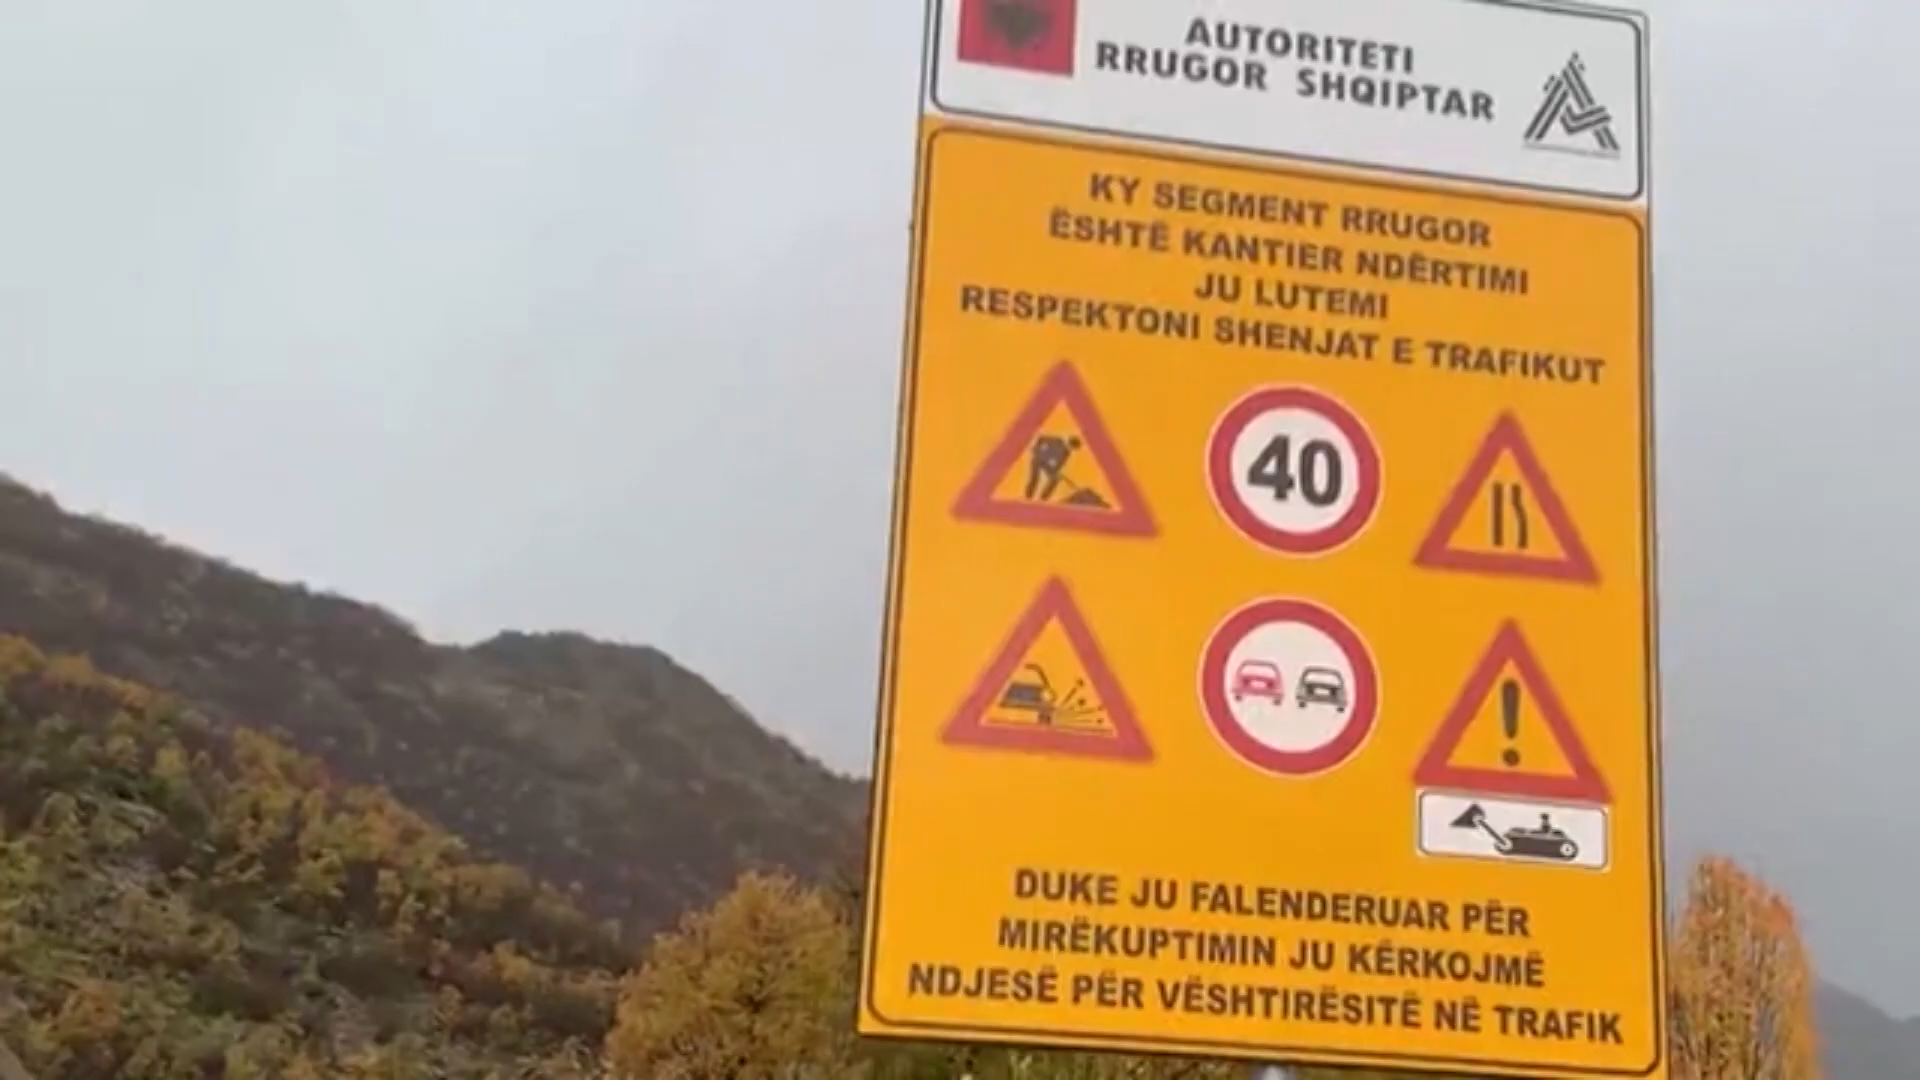 AUTORITETI
RRUGOR SHQIPTAR
KY SEGMENT RRUGOR
ËSHTË KANTIER NDËRTIMI
JU LUTEMI
RESPEKTONI SHENJAT E TRAFIKUT
40
DUKE JU FALENDERUAR PËR
MIRËKUPTIMIN JU KËRKOJMË
NDJESË PËR VËSHTIRËSITË NË TRAFIK